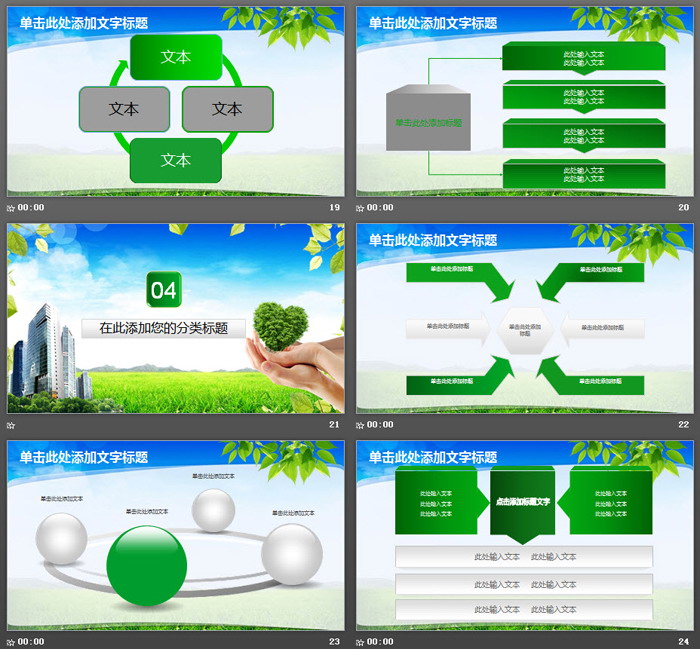 单击此处添加文字标题
文本
文本
文本
文本
00:00
19
单击此处添加文字标题
单击此处添加标题
此处输入文本
此处输入文本
此处输入文本
此处输入文本
此处输入文本
此处输入文本
此处输入文本
此处输入文本
00:00
20
04
在此添加您的分类标题
21
单击此处添加文字标题
单击此处添加标题
单击此处添加标题
单击此处添加标题
单击此处添加
标题
单击此处添加标题
单击此处添加标题
单击此处添加标题
00:00
22
单击此处添加文字标题
单击此处添加文本
单击此处添加文本
单击此处添加文本
单击此处添加文本
00:00
23
单击此处添加文字标题
此处输入文本
此处输入文本
此处输入文本
点击添加标题文字
此处输入文本
此处输入文本
此处输入文本
此处输入文本 此处输入文本
此处输入文本 此处输入文本
此处输入文本 此处输入文本
00:00
24